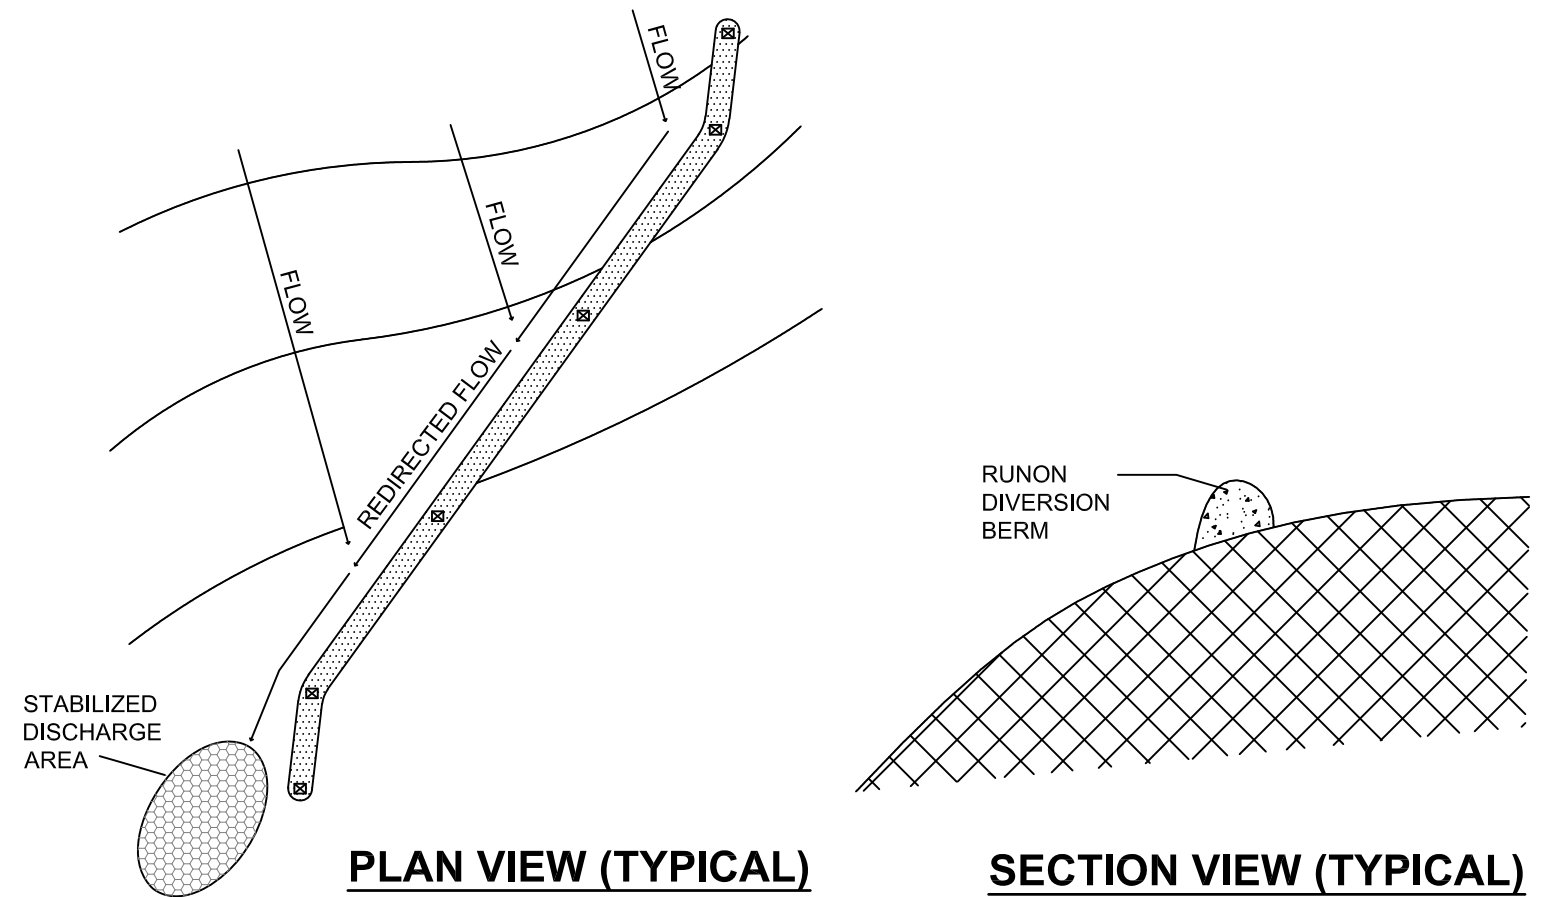 FLOW
FLOW
FLOW
REDIRECTED FLOW
STABILIZED
DISCHARGE
AREA
PLAN VIEW (TYPICAL)
RUNON
DIVERSION
BERM
SECTION VIEW (TYPICAL)